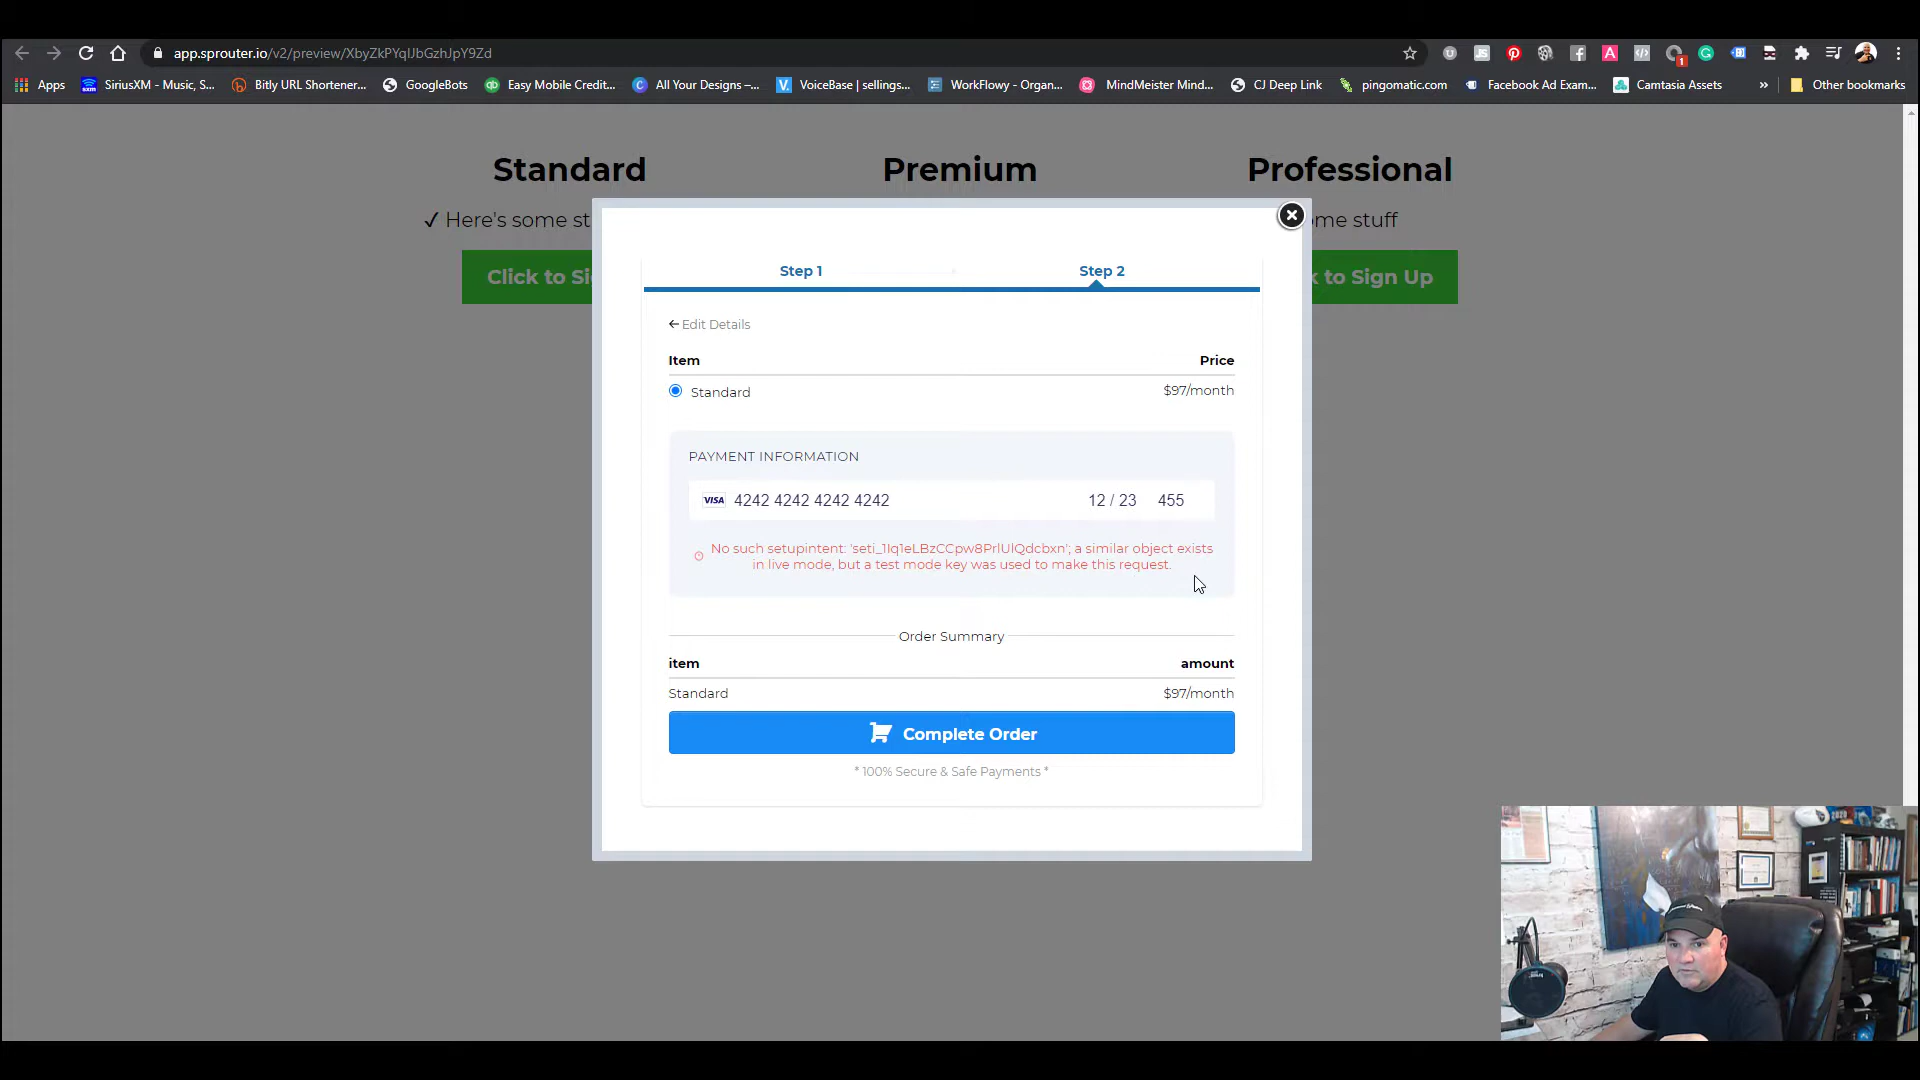 app.sprouter.io/v2/preview/XbyZkPYqIJbGzhJpY9Zd
Apps
SiriusXM - Music, S...
Bitly URL Shortener...
GoogleBots
Easy Mobile Credit...
All Your Designs –...
VoiceBase | sellings...
WorkFlowy - Organ...
MindMeister Mind...
CJ Deep Link
pingomatic.com
Facebook Ad Exam...
Camtasia Assets
»
Other bookmarks
Standard
Premium
Professional
✓ Here's some st
ome stuff
Click to Si
k to Sign Up
Step 1
Step 2
← Edit Details
Item Price
Standard $97/month
PAYMENT INFORMATION
VISA 4242 4242 4242 4242 12 / 23 455
No such setupintent: 'seti_1Iq1eLBzCCpw8PrlUlQdcbxn'; a similar object exists
in live mode, but a test mode key was used to make this request.
Order Summary
item amount
Standard $97/month
Complete Order
* 100% Secure & Safe Payments *